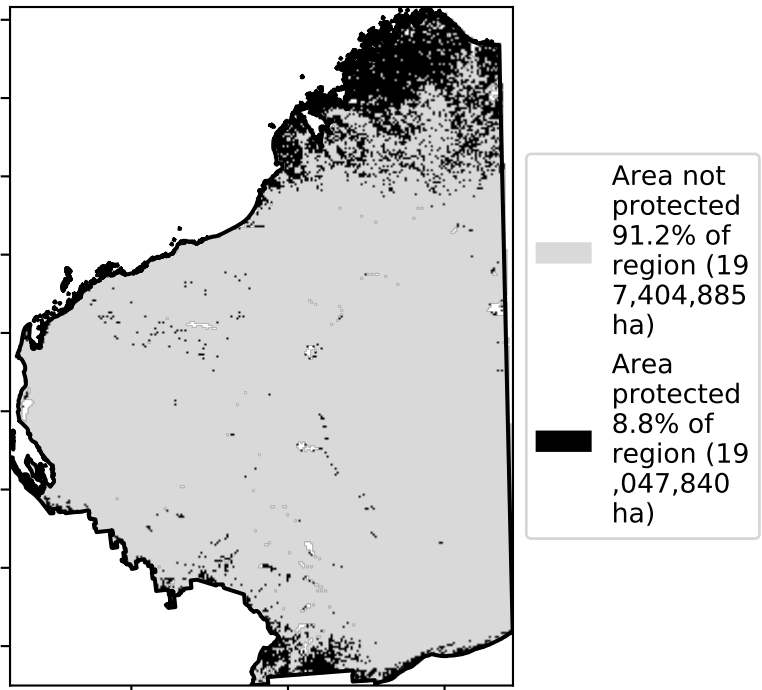 Area not
protected
91.2% of
region (19
7,404,885
ha)
Area
protected
8.8% of
region (19
,047,840
ha)